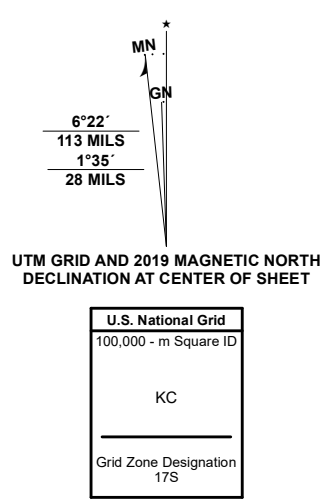 ★
MN
GN
6°22´
113 MILS
1°35´
28 MILS
UTM GRID AND 2019 MAGNETIC NORTH
DECLINATION AT CENTER OF SHEET
U.S. National Grid
100,000 - m Square ID
KC
Grid Zone Designation
17S